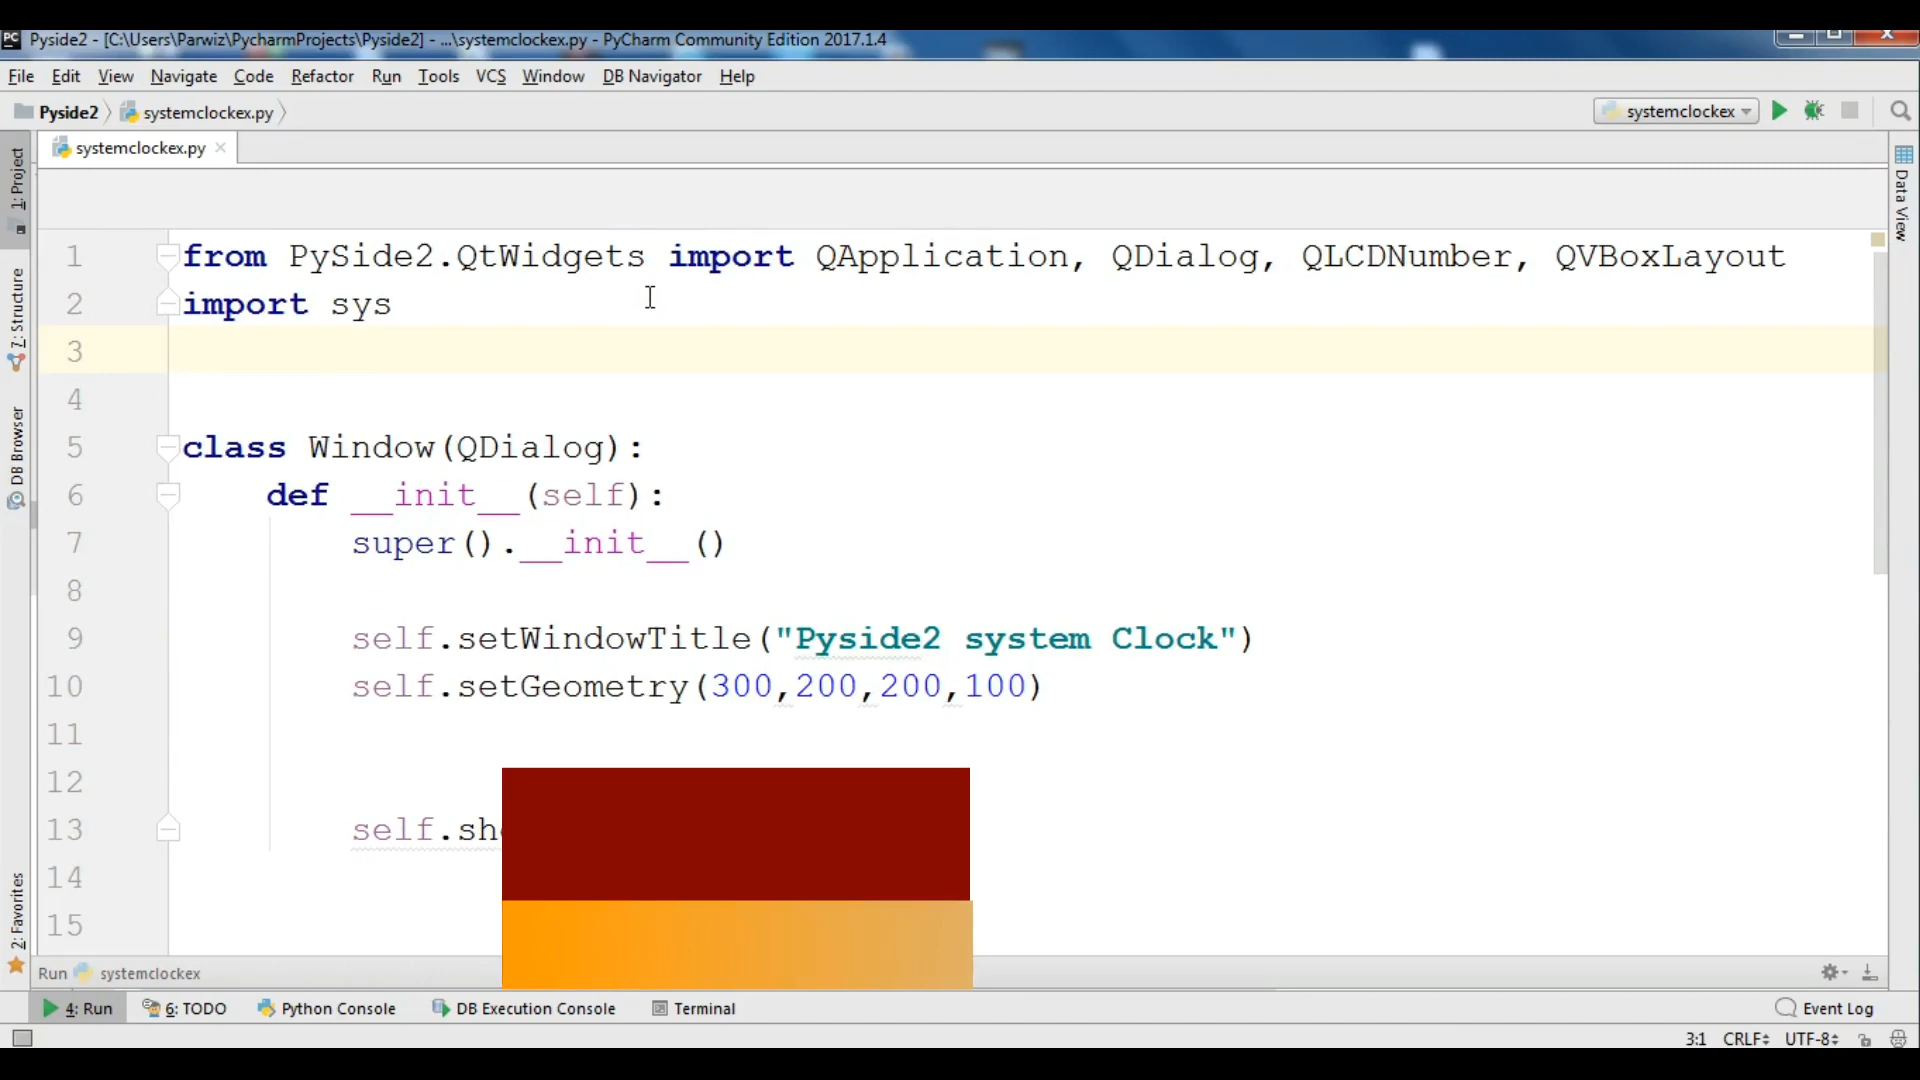 PC Pyside2 - [C:\Users\Parwiz\PycharmProjects\Pyside2] - ...\systemclockex.py - PyCharm Community Edition 2017.1.4
File Edit View Navigate Code Refactor Run Tools VCS Window DB Navigator Help
Pyside2 systemclockex.py systemclockex
systemclockex.py
1: Project
7: Structure
DB Browser
2: Favorites
Data View
1 from PySide2.QtWidgets import QApplication, QDialog, QLCDNumber, QVBoxLayout
2 import sys
3
4
5 class Window(QDialog):
6 def __init__(self):
7 super().__init__()
8
9 self.setWindowTitle("Pyside2 system Clock")
10 self.setGeometry(300,200,200,100)
11
12
13 self.sh
14
15
Run systemclockex
4: Run 6: TODO Python Console DB Execution Console Terminal Event Log
3:1 CRLF UTF-8